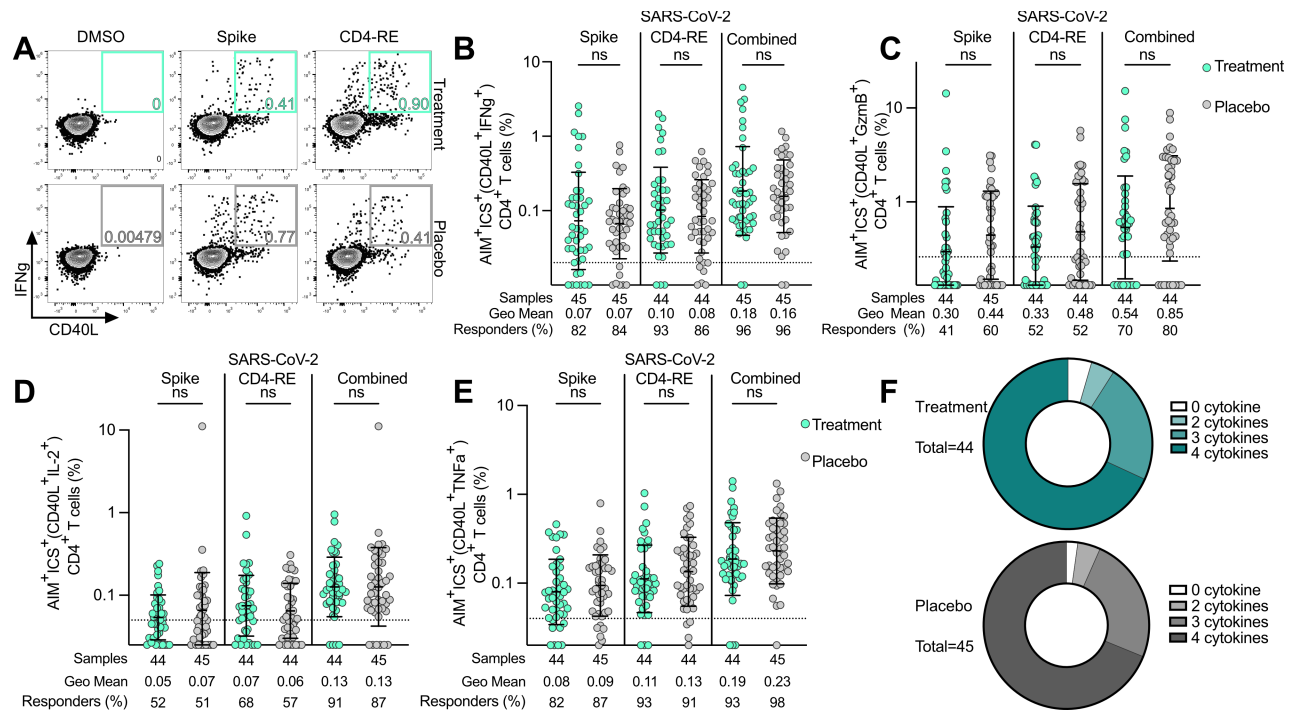 A
DMSO
Spike
CD4-RE
0
0
0.41
0.90
Treatment
0.00479
0.77
0.41
Placebo
IFNg
CD40L
B
SARS-CoV-2
Spike
CD4-RE
Combined
ns
ns
ns
AIM⁺ICS⁺(CD40L⁺IFNg⁺)
CD4⁺ T cells (%)
10
1
0.1
Samples 45 45 44 44 45 45
Geo Mean 0.07 0.07 0.10 0.08 0.18 0.16
Responders (%) 82 84 93 86 96 96
C
SARS-CoV-2
Spike
CD4-RE
Combined
ns
ns
ns
Treatment
Placebo
AIM⁺ICS⁺(CD40L⁺GzmB⁺)
CD4⁺ T cells (%)
10
1
Samples 44 45 44 44 44 44
Geo Mean 0.30 0.44 0.33 0.48 0.54 0.85
Responders (%) 41 60 52 52 70 80
D
SARS-CoV-2
Spike
CD4-RE
Combined
ns
ns
ns
AIM⁺ICS⁺(CD40L⁺IL-2⁺)
CD4⁺ T cells (%)
10
1
0.1
Samples 44 45 44 44 44 45
Geo Mean 0.05 0.07 0.07 0.06 0.13 0.13
Responders (%) 52 51 68 57 91 87
E
SARS-CoV-2
Spike
CD4-RE
Combined
ns
ns
ns
Treatment
Placebo
AIM⁺ICS⁺(CD40L⁺TNFa⁺)
CD4⁺ T cells (%)
10
1
0.1
Samples 44 45 44 44 44 45
Geo Mean 0.08 0.09 0.11 0.13 0.19 0.23
Responders (%) 82 87 93 91 93 98
F
Treatment
Total=44
0 cytokine
2 cytokines
3 cytokines
4 cytokines
Placebo
Total=45
0 cytokine
2 cytokines
3 cytokines
4 cytokines